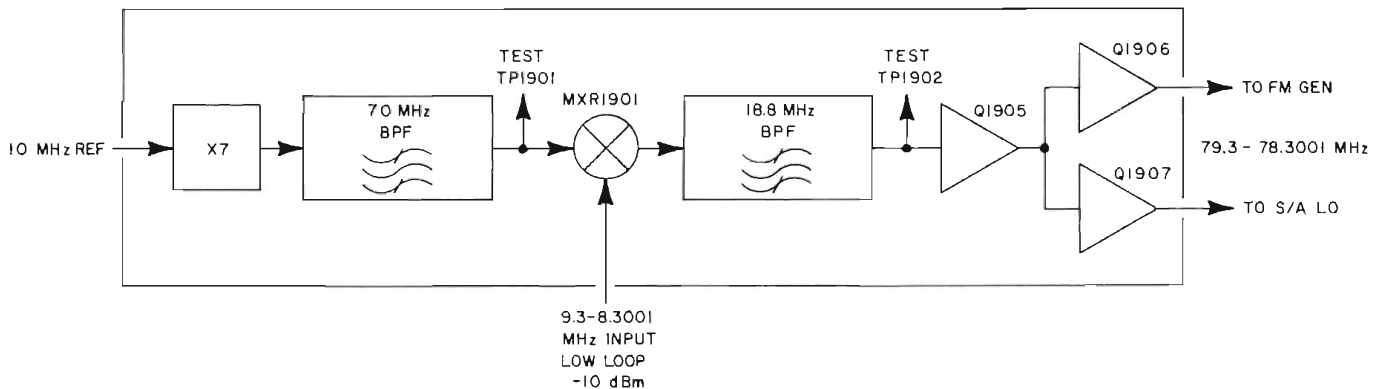 10 MHz REF
X7
70 MHz
BPF
TEST
TP1901
MXR1901
9.3-8.3001
MHz INPUT
LOW LOOP
-10 dBm
18.8 MHz
BPF
TEST
TP1902
Q1905
Q1906
Q1907
TO FM GEN
79.3 - 78.3001 MHz
TO S/A LO